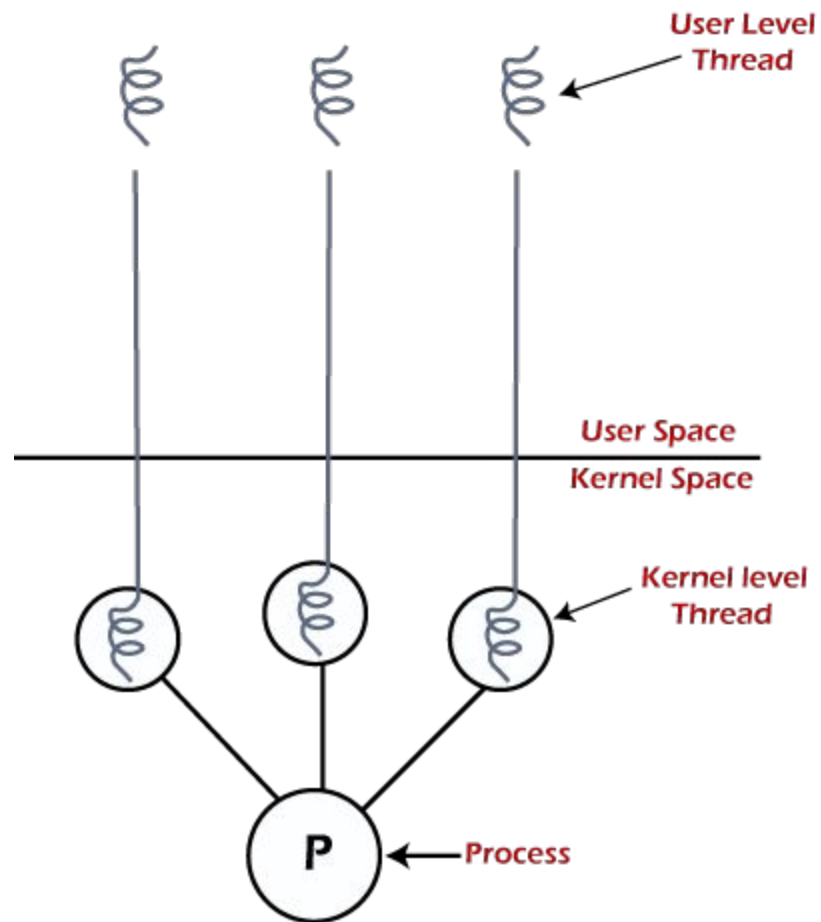 User Level
Thread
User Space
Kernel Space
Kernel level
Thread
P
Process